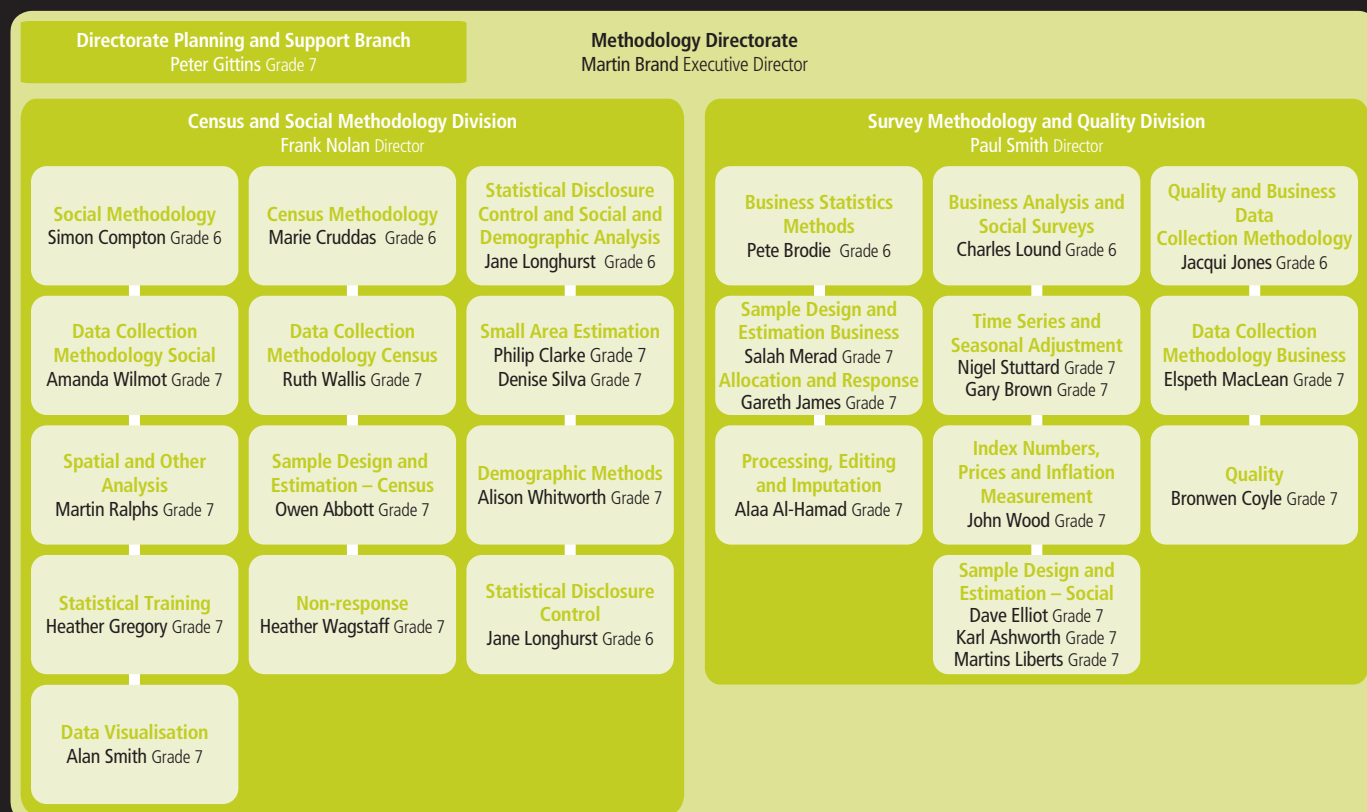 Directorate Planning and Support Branch
Peter Gittins Grade 7
Methodology Directorate
Martin Brand Executive Director
Census and Social Methodology Division
Frank Nolan Director
Social Methodology
Simon Compton Grade 6
Data Collection
Methodology Social
Amanda Wilmot Grade 7
Spatial and Other
Analysis
Martin Ralphs Grade 7
Statistical Training
Heather Gregory Grade 7
Data Visualisation
Alan Smith Grade 7
Census Methodology
Marie Cruddas Grade 6
Data Collection
Methodology Census
Ruth Wallis Grade 7
Sample Design and
Estimation – Census
Owen Abbott Grade 7
Non-response
Heather Wagstaff Grade 7
Statistical Disclosure
Control and Social and
Demographic Analysis
Jane Longhurst Grade 6
Small Area Estimation
Philip Clarke Grade 7
Denise Silva Grade 7
Demographic Methods
Alison Whitworth Grade 7
Statistical Disclosure
Control
Jane Longhurst Grade 6
Survey Methodology and Quality Division
Paul Smith Director
Business Statistics
Methods
Pete Brodie Grade 6
Sample Design and
Estimation Business
Salah Merad Grade 7
Allocation and Response
Gareth James Grade 7
Processing, Editing
and Imputation
Alaa Al-Hamad Grade 7
Business Analysis and
Social Surveys
Charles Lound Grade 6
Time Series and
Seasonal Adjustment
Nigel Stuttard Grade 7
Gary Brown Grade 7
Index Numbers,
Prices and Inflation
Measurement
John Wood Grade 7
Sample Design and
Estimation – Social
Dave Elliot Grade 7
Karl Ashworth Grade 7
Martins Liberts Grade 7
Quality and Business
Data
Collection Methodology
Jacqui Jones Grade 6
Data Collection
Methodology Business
Elspeth MacLean Grade 7
Quality
Bronwen Coyle Grade 7